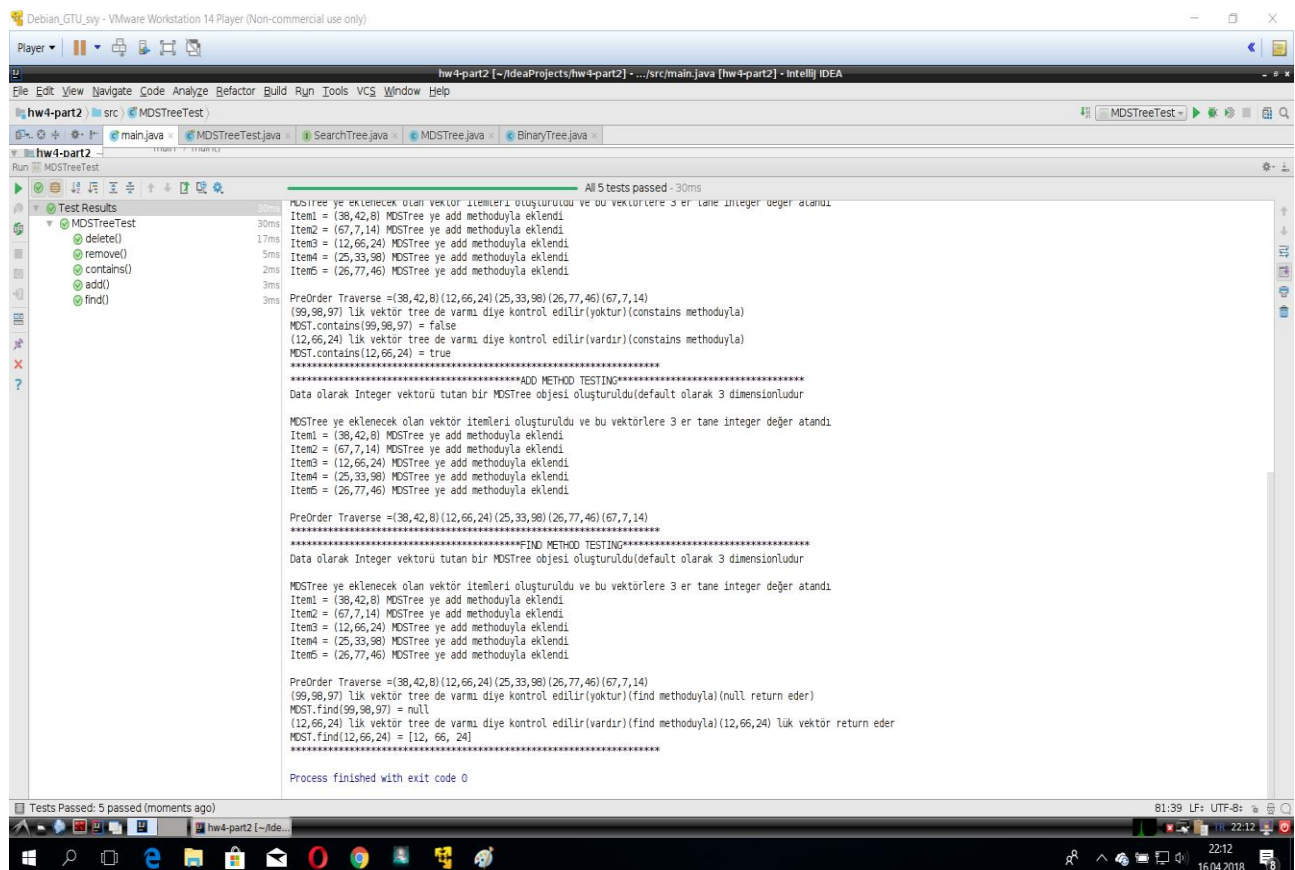 Debian_GTU_svy - VMware Workstation 14 Player (Non-commercial use only)
Player
hw4-part2 [~/IdeaProjects/hw4-part2] - .../src/main.java [hw4-part2] - IntelliJ IDEA
File Edit View Navigate Code Analyze Refactor Build Run Tools VCS Window Help
hw4-part2 src MDSTreeTest
MDSTreeTest
main.java MDSTreeTest.java SearchTree.java MDSTree.java BinaryTree.java
hw4-part2
Run MDSTreeTest
All 5 tests passed - 30ms
Test Results 30ms
MDSTreeTest 30ms
delete() 17ms
remove() 5ms
contains() 2ms
add() 3ms
find() 3ms
MDSTree ye eklenecek olan vektör itemleri oluşturuldu ve bu vektörlere 3 er tane integer değer atandı
Item1 = (38,42,8) MDSTree ye add methoduyla eklendi
Item2 = (67,7,14) MDSTree ye add methoduyla eklendi
Item3 = (12,66,24) MDSTree ye add methoduyla eklendi
Item4 = (25,33,98) MDSTree ye add methoduyla eklendi
Item5 = (26,77,46) MDSTree ye add methoduyla eklendi
PreOrder Traverse =(38,42,8)(12,66,24)(25,33,98)(26,77,46)(67,7,14)
(99,98,97) lik vektör tree de varmı diye kontrol edilir(yoktur)(constains methoduyla)
MDST.contains(99,98,97) = false
(12,66,24) lik vektör tree de varmı diye kontrol edilir(vardır)(constains methoduyla)
MDST.contains(12,66,24) = true
**********************************************************************
********************************************ADD METHOD TESTING***********************************
Data olarak Integer vektorü tutan bir MDSTree objesi oluşturuldu(default olarak 3 dimensionludur
MDSTree ye eklenecek olan vektör itemleri oluşturuldu ve bu vektörlere 3 er tane integer değer atandı
Item1 = (38,42,8) MDSTree ye add methoduyla eklendi
Item2 = (67,7,14) MDSTree ye add methoduyla eklendi
Item3 = (12,66,24) MDSTree ye add methoduyla eklendi
Item4 = (25,33,98) MDSTree ye add methoduyla eklendi
Item5 = (26,77,46) MDSTree ye add methoduyla eklendi
PreOrder Traverse =(38,42,8)(12,66,24)(25,33,98)(26,77,46)(67,7,14)
**********************************************************************
********************************************FIND METHOD TESTING***********************************
Data olarak Integer vektorü tutan bir MDSTree objesi oluşturuldu(default olarak 3 dimensionludur
MDSTree ye eklenecek olan vektör itemleri oluşturuldu ve bu vektörlere 3 er tane integer değer atandı
Item1 = (38,42,8) MDSTree ye add methoduyla eklendi
Item2 = (67,7,14) MDSTree ye add methoduyla eklendi
Item3 = (12,66,24) MDSTree ye add methoduyla eklendi
Item4 = (25,33,98) MDSTree ye add methoduyla eklendi
Item5 = (26,77,46) MDSTree ye add methoduyla eklendi
PreOrder Traverse =(38,42,8)(12,66,24)(25,33,98)(26,77,46)(67,7,14)
(99,98,97) lik vektör tree de varmı diye kontrol edilir(yoktur)(find methoduyla)(null return eder)
MDST.find(99,98,97) = null
(12,66,24) lik vektör tree de varmı diye kontrol edilir(vardır)(find methoduyla)(12,66,24) lük vektör return eder
MDST.find(12,66,24) = [12, 66, 24]
**********************************************************************
Process finished with exit code 0
Tests Passed: 5 passed (moments ago)
81:39 LF÷ UTF-8÷
hw4-part2 [~/Ide...
TR 22:12
22:12
16.04.2018
8